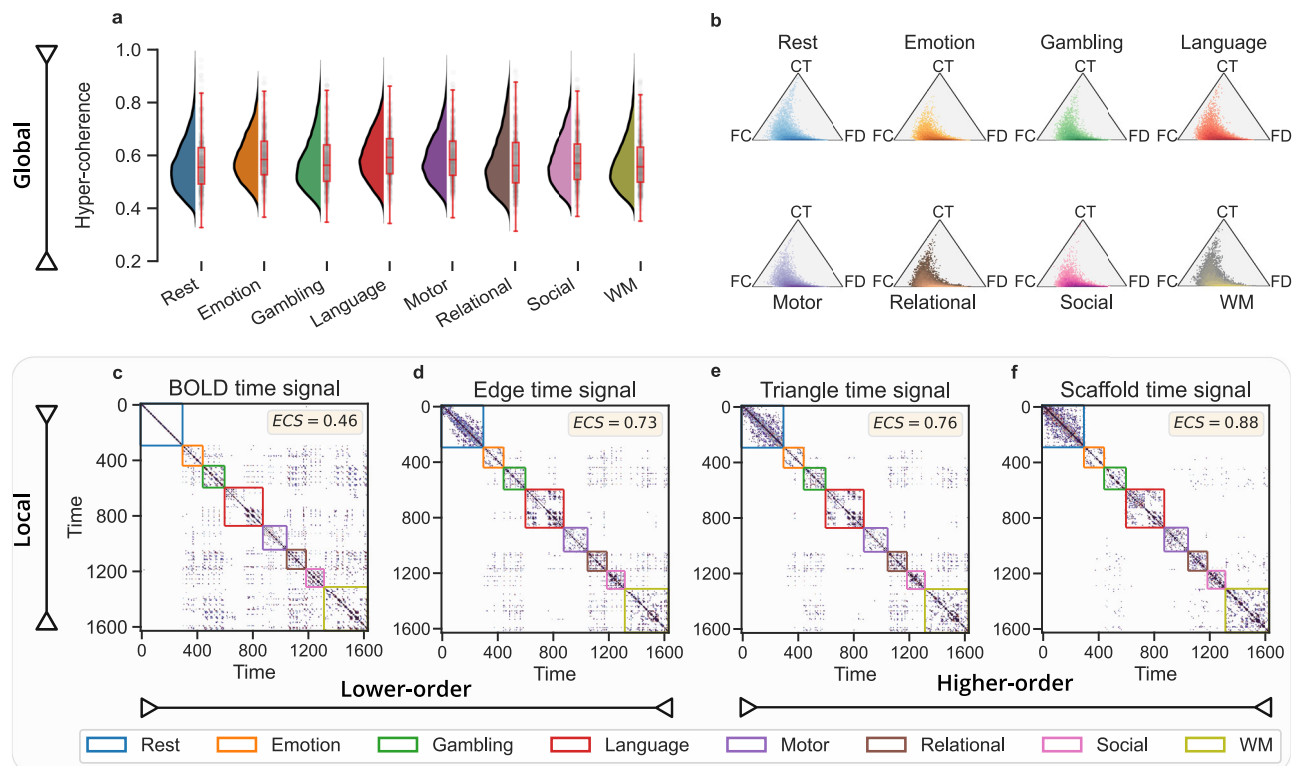 a
Global
Hyper-coherence
1.0
0.8
0.6
0.4
0.2
Rest
Emotion
Gambling
Language
Motor
Relational
Social
WM
b
Rest Emotion Gambling Language
CT CT CT CT
FC FD FC FD FC FD FC FD
CT CT CT CT
FC FD FC FD FC FD FC FD
Motor Relational Social WM
Local
c
BOLD time signal
ECS = 0.46
Time
0
400
800
1200
1600
0 400 800 1200 1600
Time
d
Edge time signal
ECS = 0.73
0
400
800
1200
1600
0 400 800 1200 1600
Time
e
Triangle time signal
ECS = 0.76
0
400
800
1200
1600
0 400 800 1200 1600
Time
f
Scaffold time signal
ECS = 0.88
0
400
800
1200
1600
0 400 800 1200 1600
Time
Lower-order
Higher-order
Rest Emotion Gambling Language Motor Relational Social WM